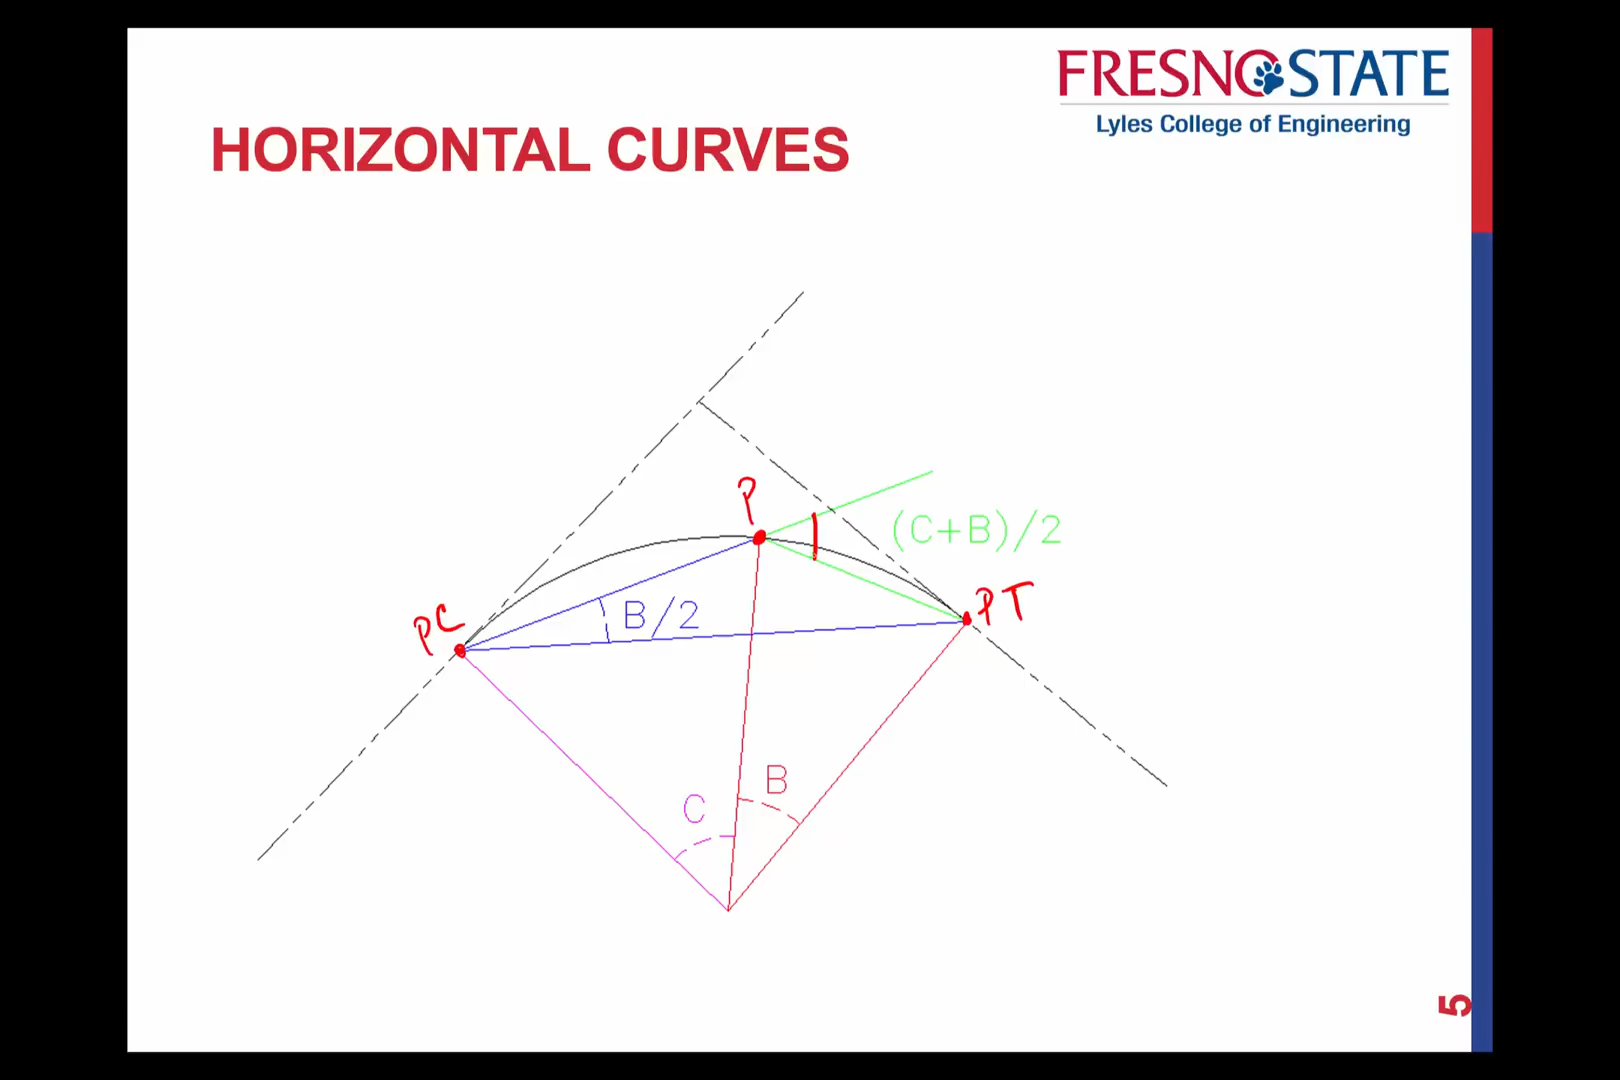 FRESNO STATE
Lyles College of Engineering
HORIZONTAL CURVES
P
(C+B)/2
PC
B/2
PT
B
C
5